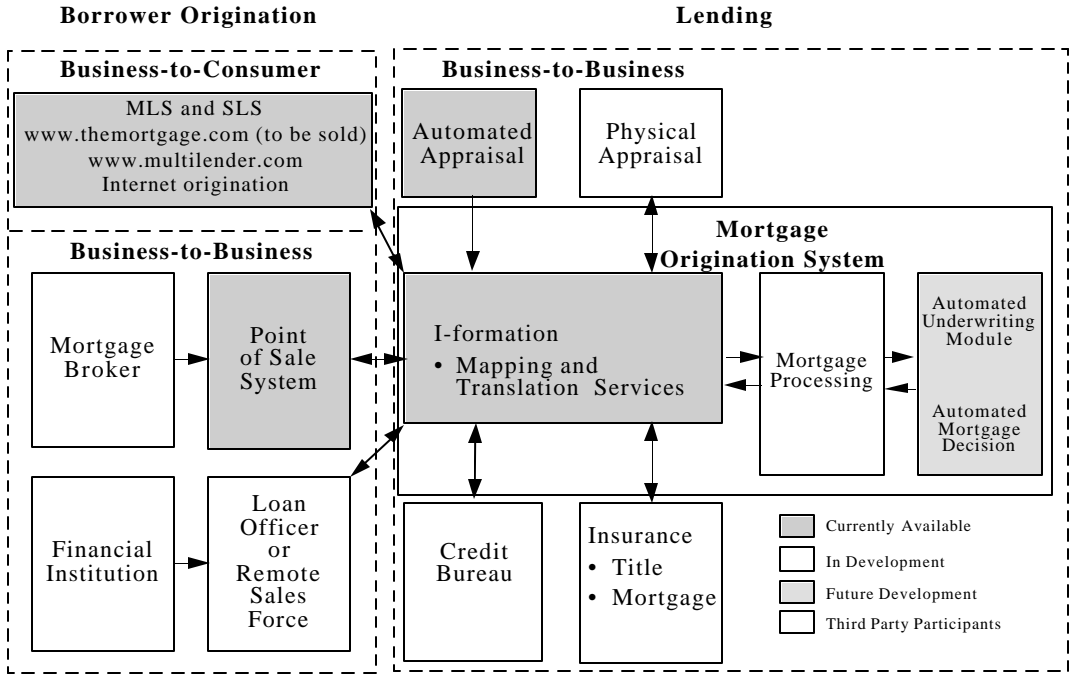 Borrower Origination
Lending
Business-to-Consumer
MLS and SLS
www.themortgage.com (to be sold)
www.multilender.com
Internet origination
Business-to-Business
Mortgage
Broker
Point
of Sale
System
Financial
Institution
Loan
Officer
or
Remote
Sales
Force
Business-to-Business
Automated
Appraisal
Physical
Appraisal
Mortgage
Origination System
I-formation
• Mapping and
Translation Services
Mortgage
Processing
Automated
Underwriting
Module
Automated
Mortgage
Decision
Credit
Bureau
Insurance
• Title
• Mortgage
Currently Available
In Development
Future Development
Third Party Participants